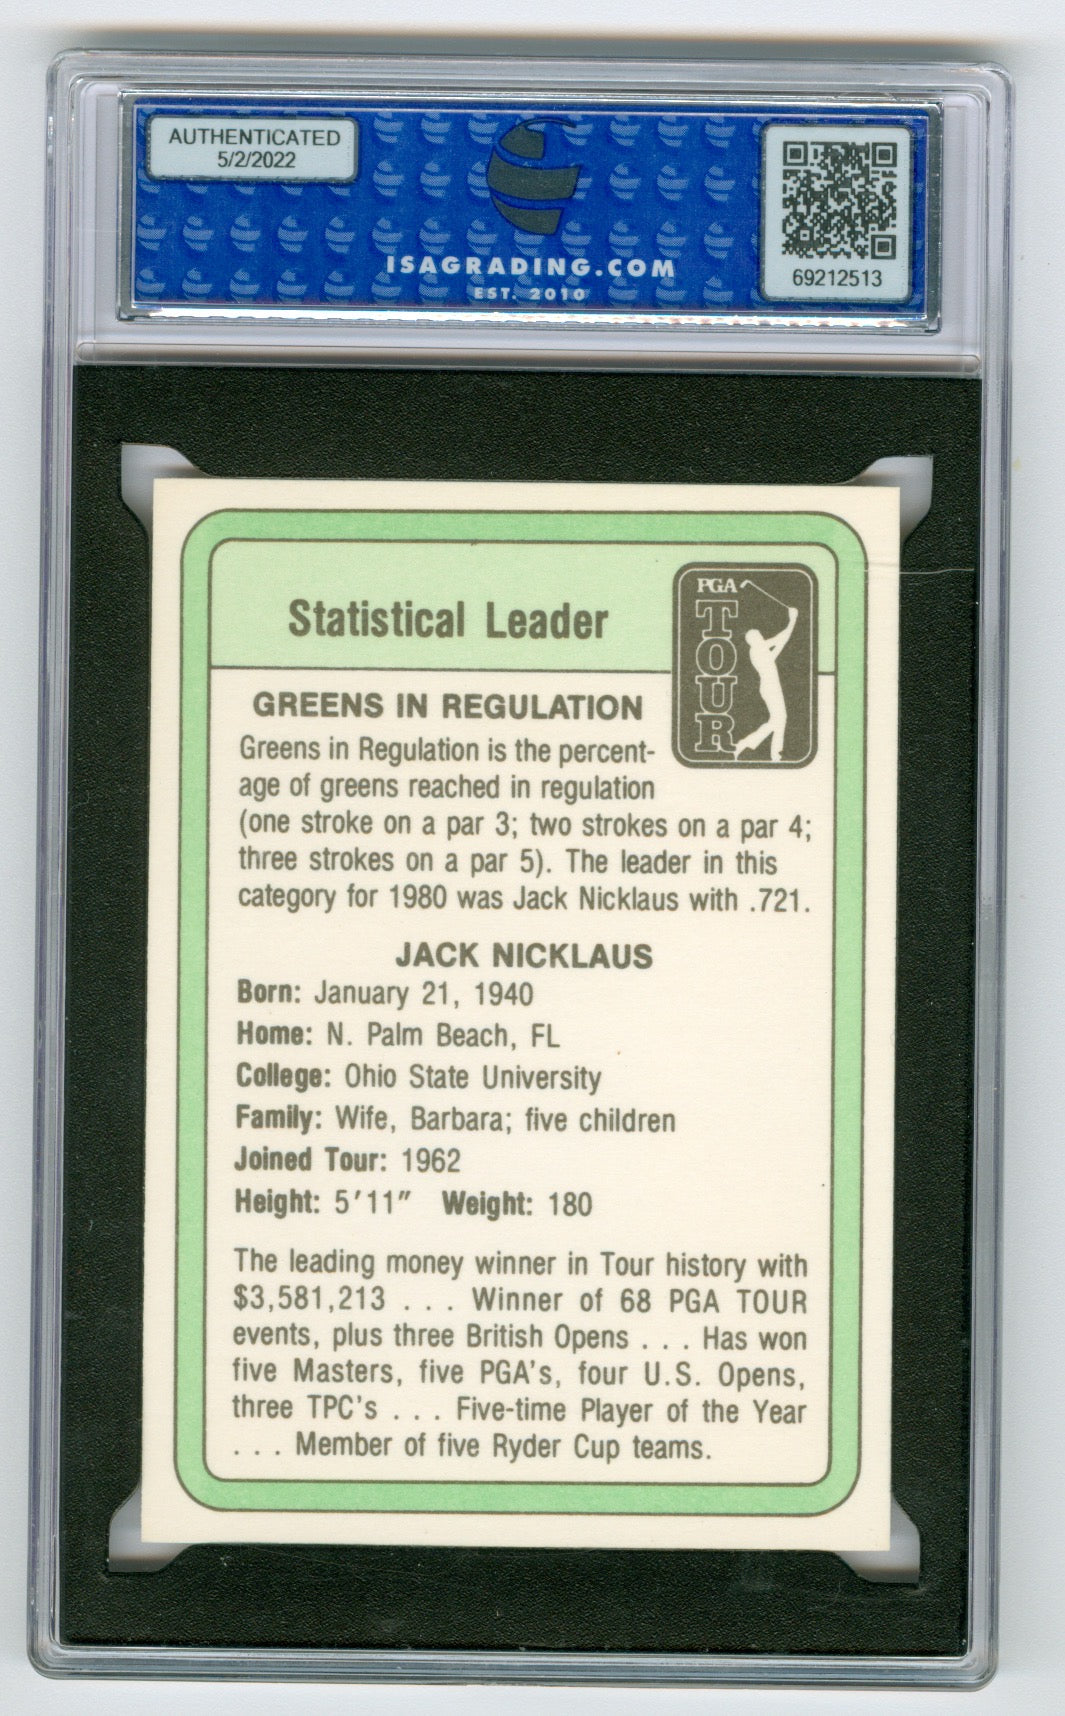 AUTHENTICATED
5/2/2022
ISAGRADING.COM
EST. 2010
69212513
Statistical Leader
PGA
TOUR
GREENS IN REGULATION
Greens in Regulation is the percent-
age of greens reached in regulation
(one stroke on a par 3; two strokes on a par 4;
three strokes on a par 5). The leader in this
category for 1980 was Jack Nicklaus with .721.
JACK NICKLAUS
Born: January 21, 1940
Home: N. Palm Beach, FL
College: Ohio State University
Family: Wife, Barbara; five children
Joined Tour: 1962
Height: 5'11" Weight: 180
The leading money winner in Tour history with
$3,581,213 . . . Winner of 68 PGA TOUR
events, plus three British Opens . . . Has won
five Masters, five PGA's, four U.S. Opens,
three TPC's . . . Five-time Player of the Year
. . . Member of five Ryder Cup teams.